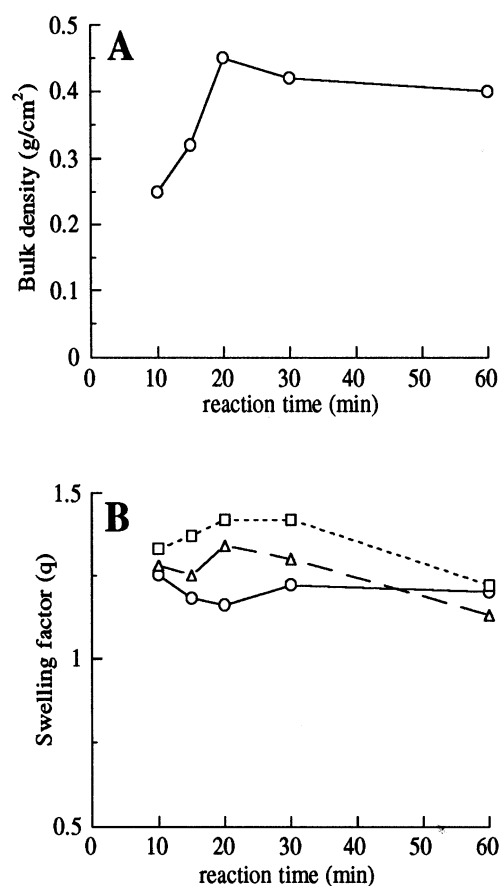 A
Bulk density (g/cm²)
0.5
0.4
0.3
0.2
0.1
0
0 10 20 30 40 50 60
reaction time (min)
B
Swelling factor (q)
1.5
1
0.5
0 10 20 30 40 50 60
reaction time (min)